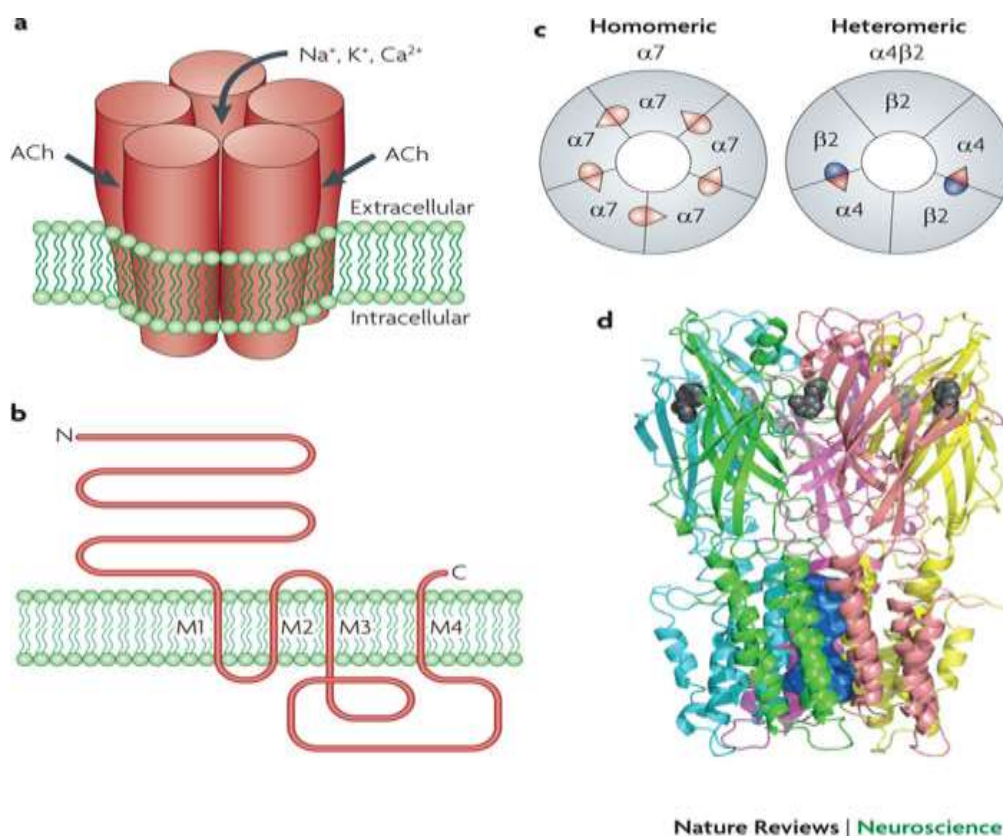 a
Na⁺, K⁺, Ca²⁺
ACh
ACh
Extracellular
Intracellular
b
N
C
M1 M2 M3 M4
c
Homomeric
α7
α7
α7 α7
α7 α7
Heteromeric
α4β2
β2
β2 α4
α4 β2
d
Nature Reviews | Neuroscience